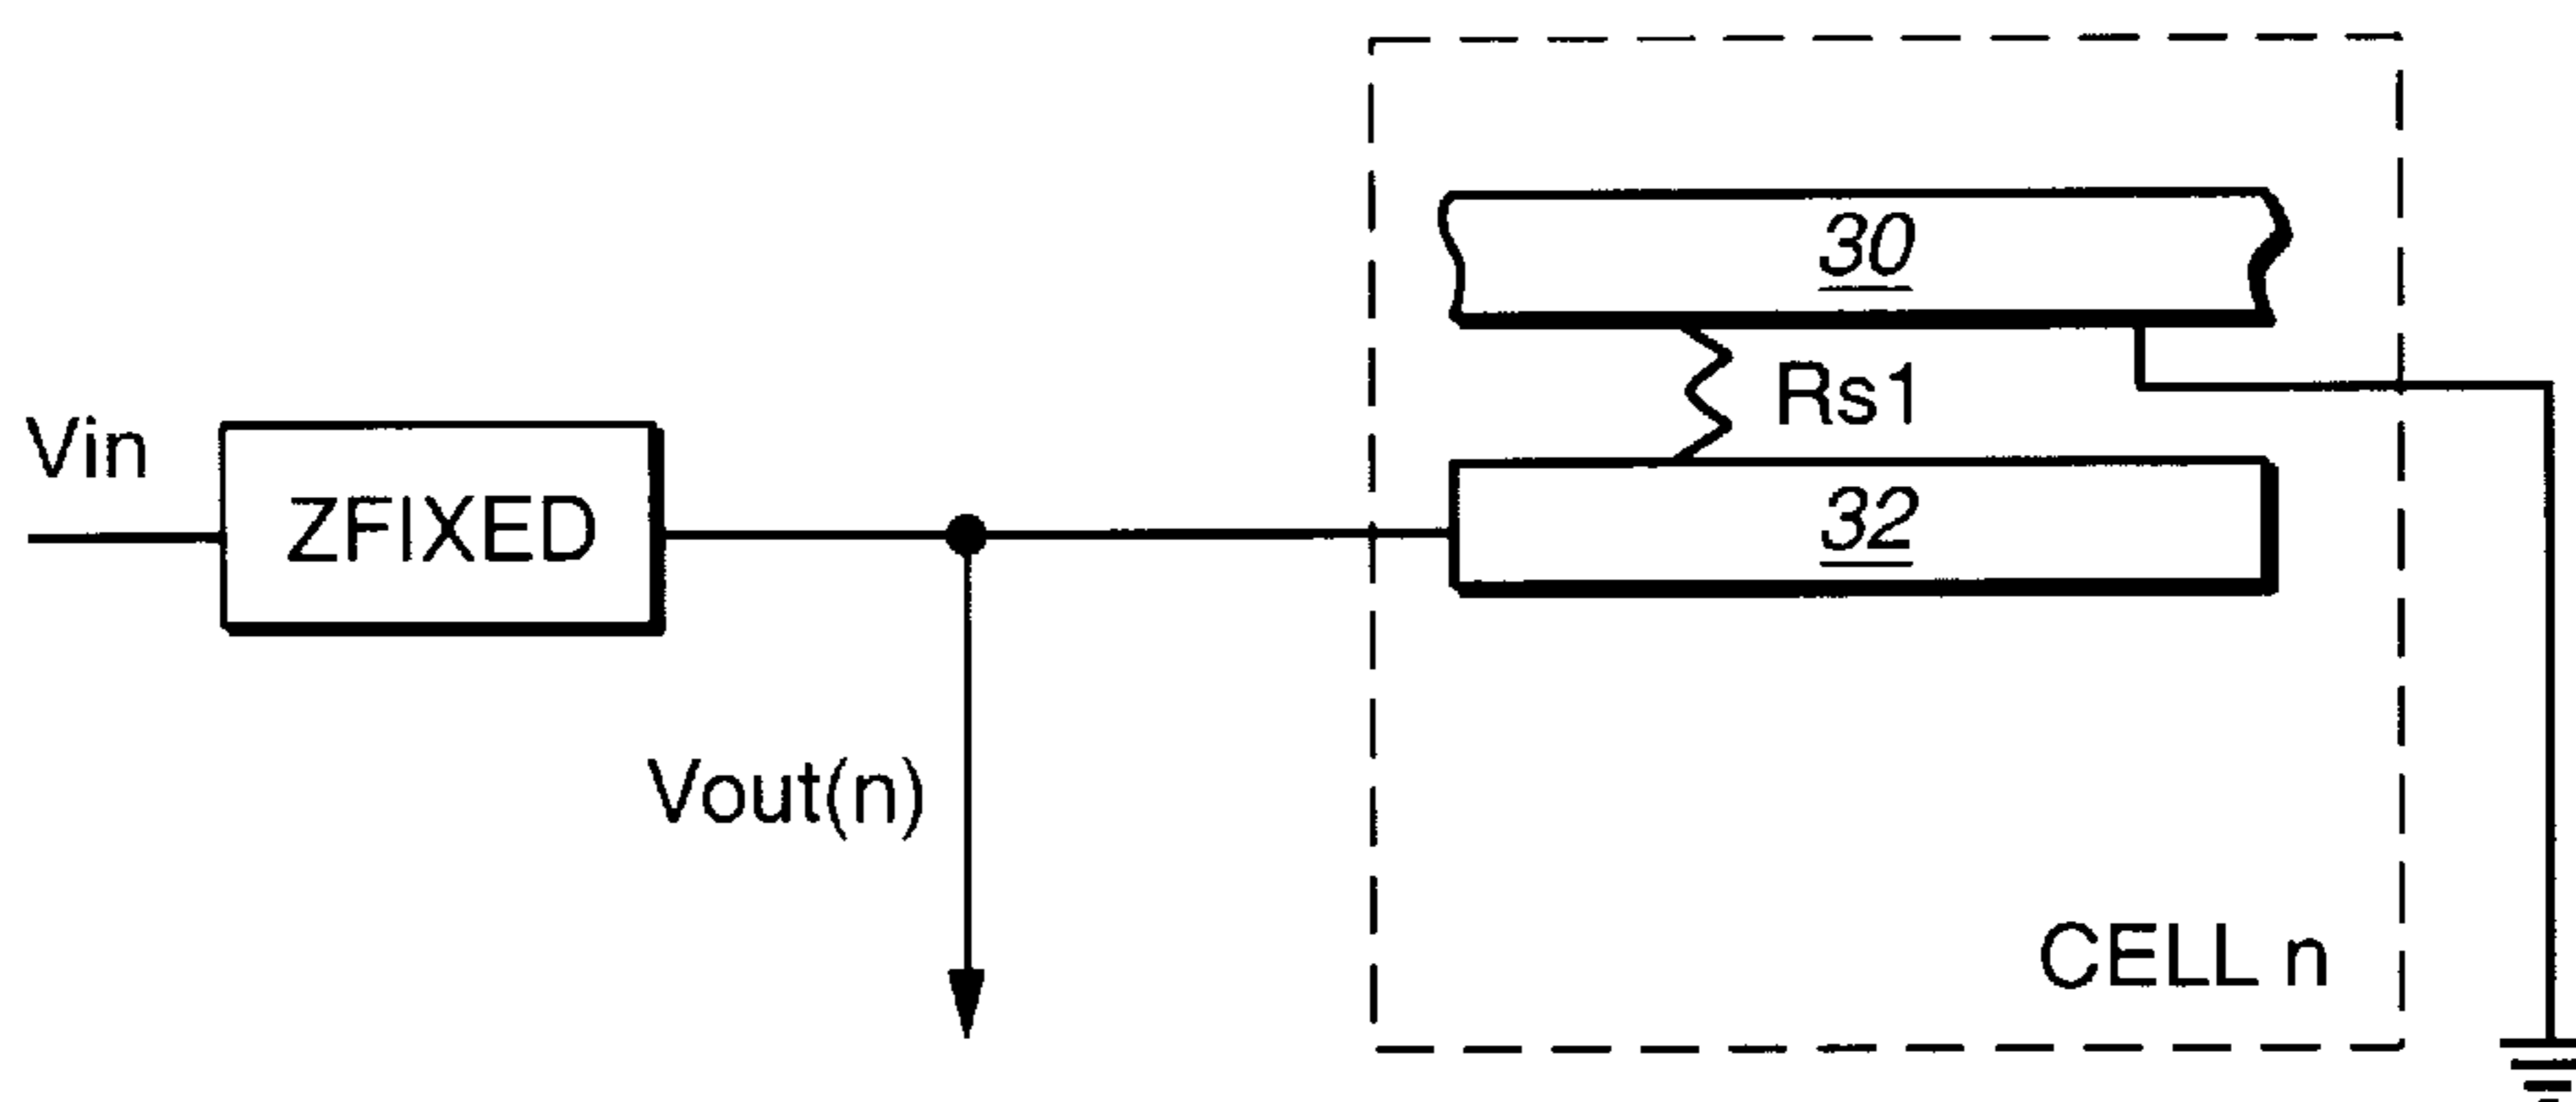 30
Rs1
Vin
ZFIXED
32
Vout(n)
CELL n